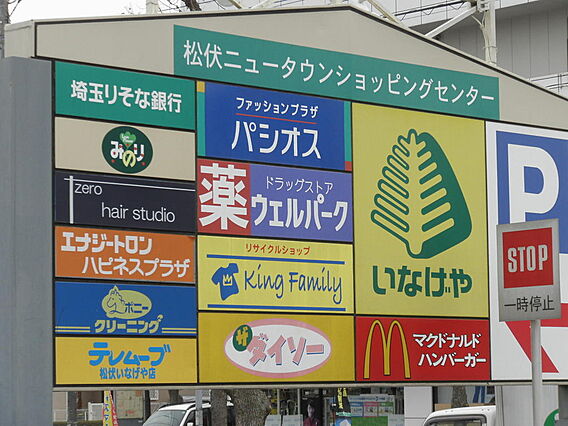 松伏ニュータウンショッピングセンター
埼玉りそな銀行
みのり
zero
hair studio
エナジートロン
ハピネスプラザ
ポニー
クリーニング
テレムーブ
松伏いなげや店
ファッションプラザ
パシオス
薬
ドラッグストア
ウェルパーク
リサイクルショップ
King Family
ザ
ダイソー
いなげや
マクドナルド
ハンバーガー
P
STOP
一時停止